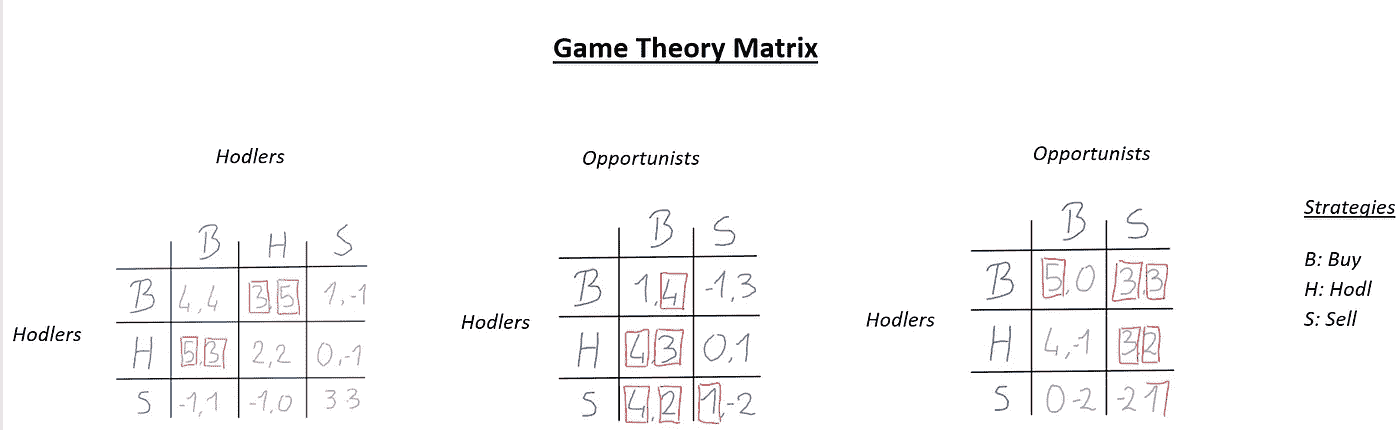 Game Theory Matrix
Hodlers
B H S
B 4,4 3,5 1,-1
Hodlers
H 5,3 2,2 0,-1
S -1,1 -1,0 3 3
Opportunists
B S
B 1,4 -1,3
Hodlers
H 4,3 0,1
S 4,2 1,-2
Opportunists
B S
B 5,0 3,3
Hodlers
H 4,-1 3,2
S 0-2 -2 1
Strategies
B: Buy
H: Hodl
S: Sell